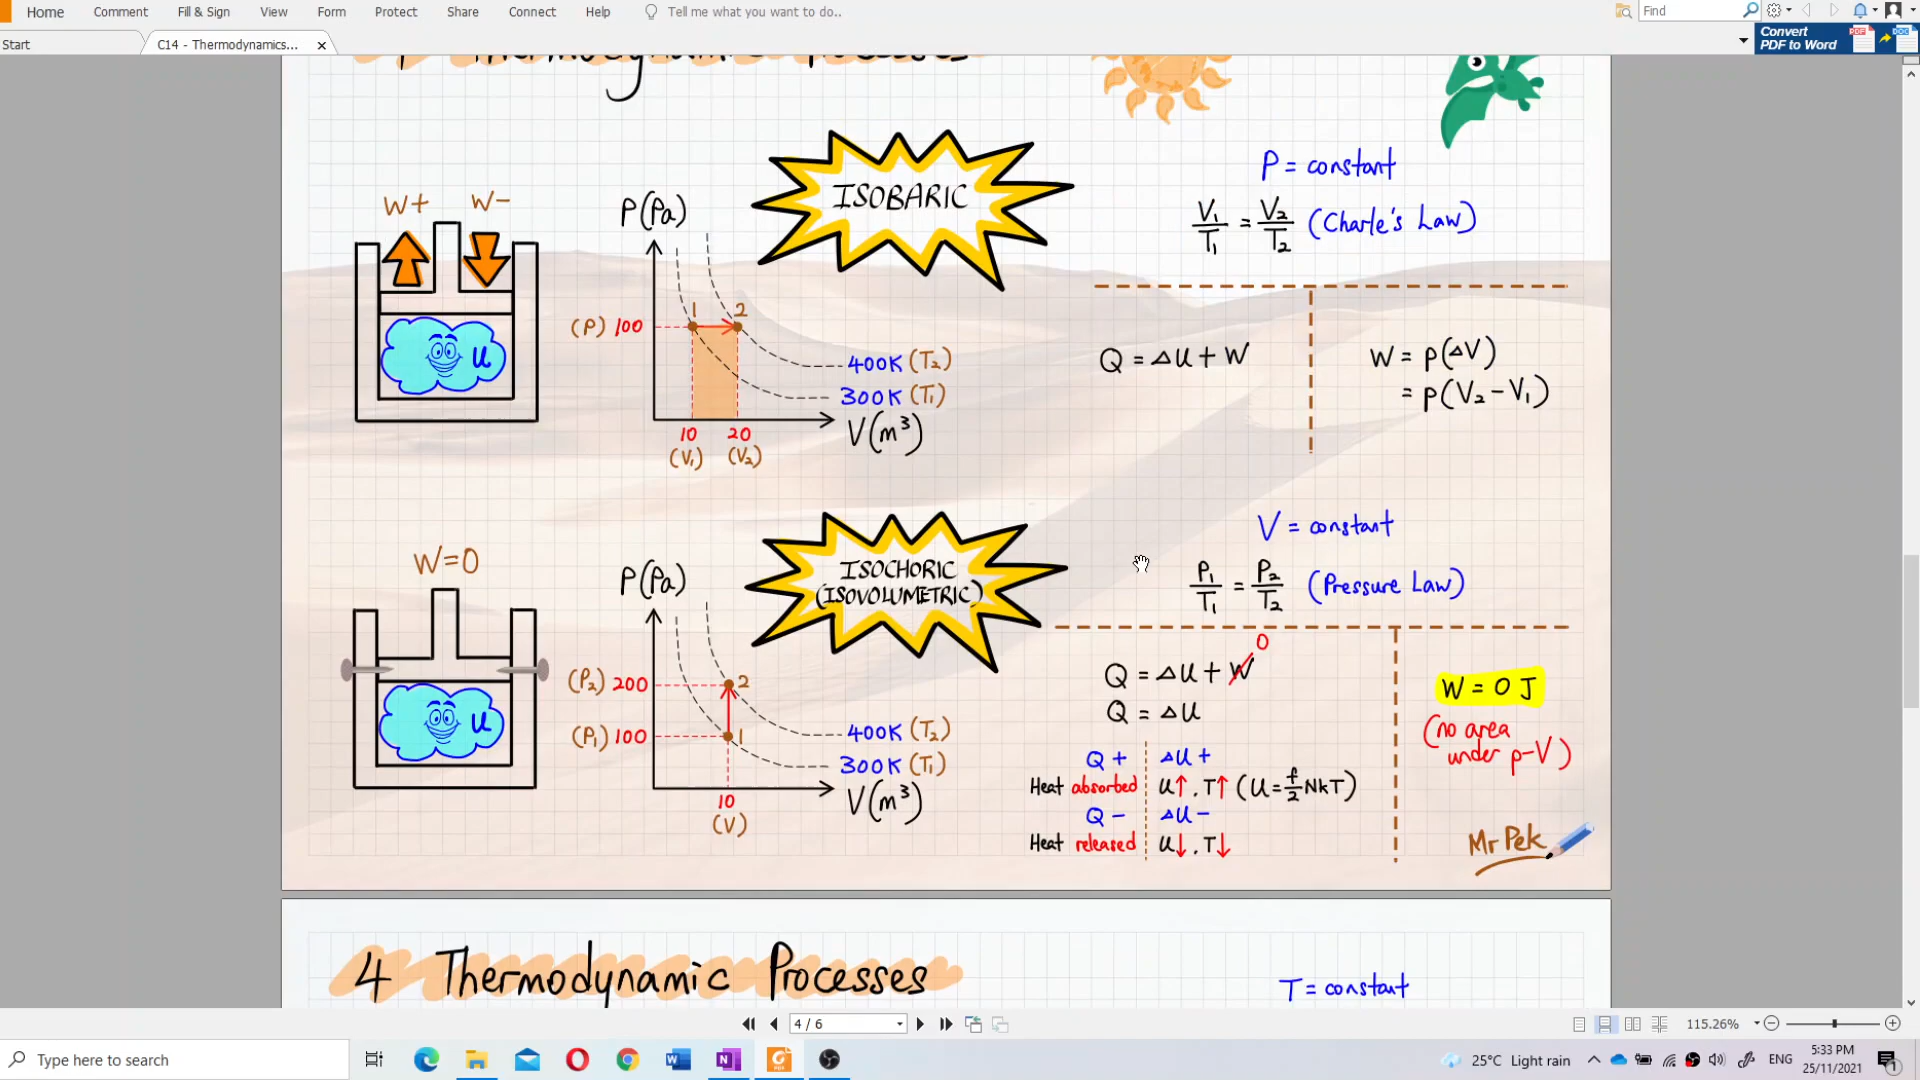 Home Comment Fill & Sign View Form Protect Share Connect Help Tell me what you want to do.. Find
Start C14 - Thermodynamics... × Convert PDF to Word
Thermodynamic Processes
ISOBARIC
P = constant
V1/T1 = V2/T2 (Charle's Law)
W+ W-
U
P(Pa)
(P) 100
1 2
400K (T2)
300K (T1)
V(m³)
10 20
(V1) (V2)
Q = ΔU + W
W = p(ΔV)
= p(V2 - V1)
ISOCHORIC
(ISOVOLUMETRIC)
V = constant
P1/T1 = P2/T2 (Pressure Law)
W=0
U
P(Pa)
(P2) 200
2
(P1) 100
1
400K (T2)
300K (T1)
V(m³)
10
(V)
0
Q = ΔU + W
Q = ΔU
Q + ΔU +
Heat absorbed U↑ . T↑ (U = f/2 NkT)
Q - ΔU -
Heat released U↓ . T↓
W = 0 J
(no area
under p-V)
Mr Pek
4 Thermodynamic Processes
T = constant
4 / 6 115.26%
Type here to search
25°C Light rain ENG 5:33 PM
25/11/2021
1